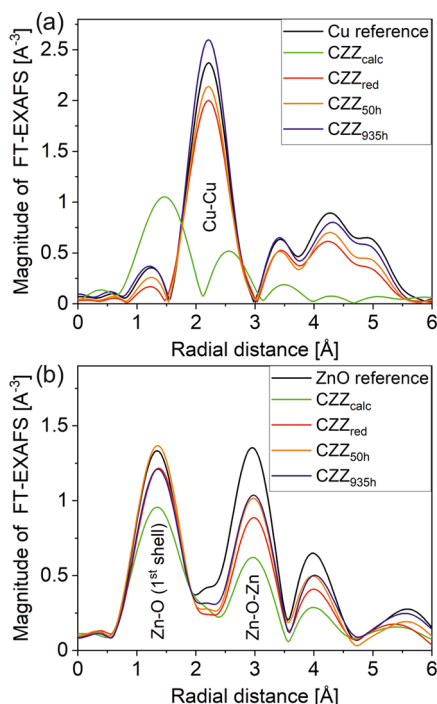 (a)
Cu reference
CZZcalc
CZZred
CZZ50h
CZZ935h
Magnitude of FT-EXAFS [A-3]
2.5
2
1.5
1
0.5
0
Cu-Cu
0 1 2 3 4 5 6
Radial distance [Å]
(b)
ZnO reference
CZZcalc
CZZred
CZZ50h
CZZ935h
Magnitude of FT-EXAFS [A-3]
1.5
1
0.5
0
Zn-O (1st shell)
Zn-O-Zn
0 1 2 3 4 5 6
Radial distance [Å]